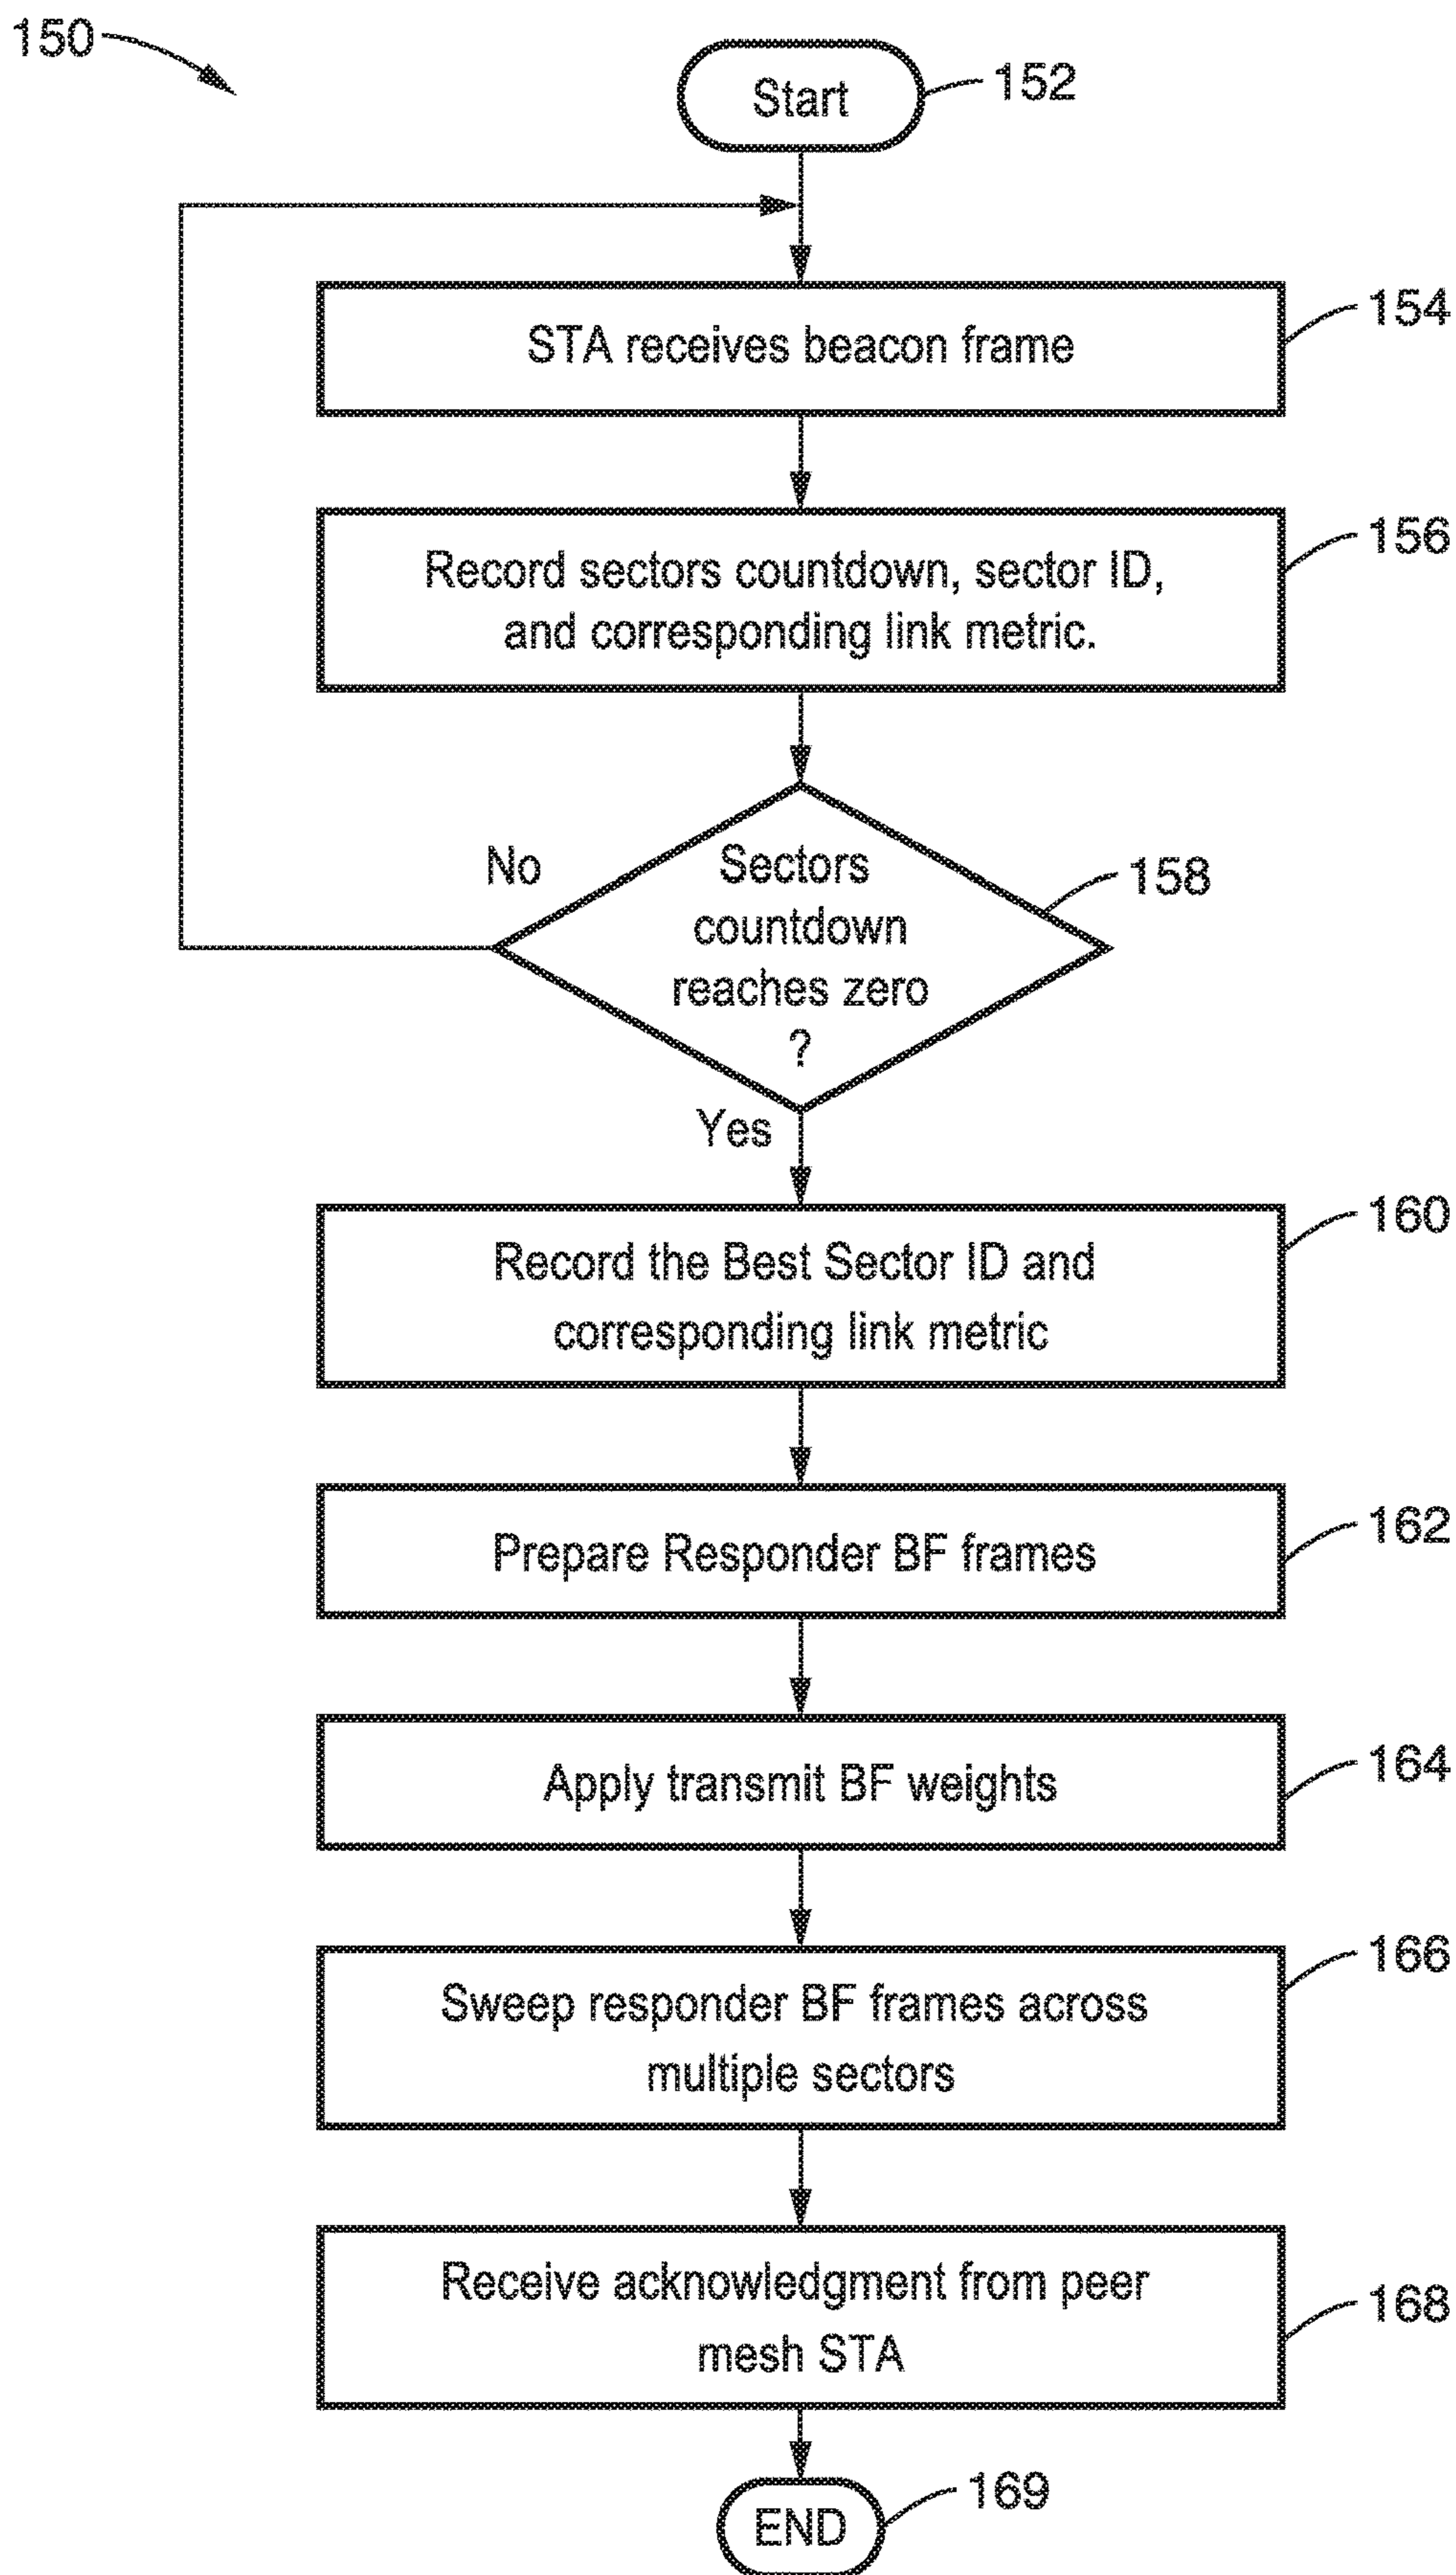 150
Start
152
STA receives beacon frame
154
Record sectors countdown, sector ID,
and corresponding link metric.
156
No
Sectors
countdown
reaches zero
?
158
Yes
Record the Best Sector ID and
corresponding link metric
160
Prepare Responder BF frames
162
Apply transmit BF weights
164
Sweep responder BF frames across
multiple sectors
166
Receive acknowledgment from peer
mesh STA
168
END
169